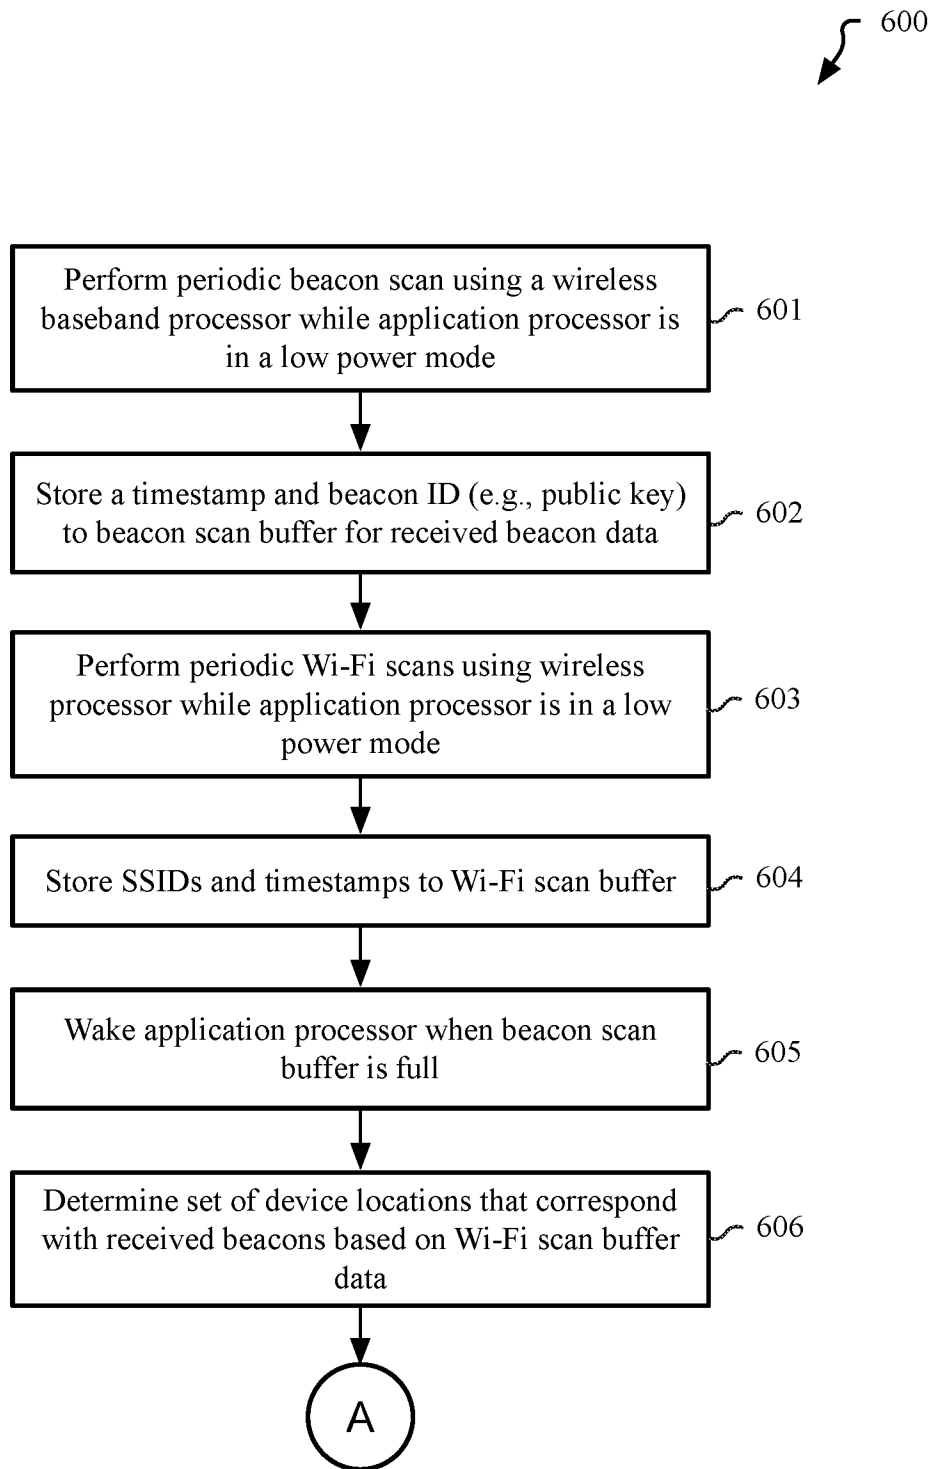 600
Perform periodic beacon scan using a wireless
baseband processor while application processor is
in a low power mode
601
Store a timestamp and beacon ID (e.g., public key)
to beacon scan buffer for received beacon data
602
Perform periodic Wi-Fi scans using wireless
processor while application processor is in a low
power mode
603
Store SSIDs and timestamps to Wi-Fi scan buffer
604
Wake application processor when beacon scan
buffer is full
605
Determine set of device locations that correspond
with received beacons based on Wi-Fi scan buffer
data
606
A